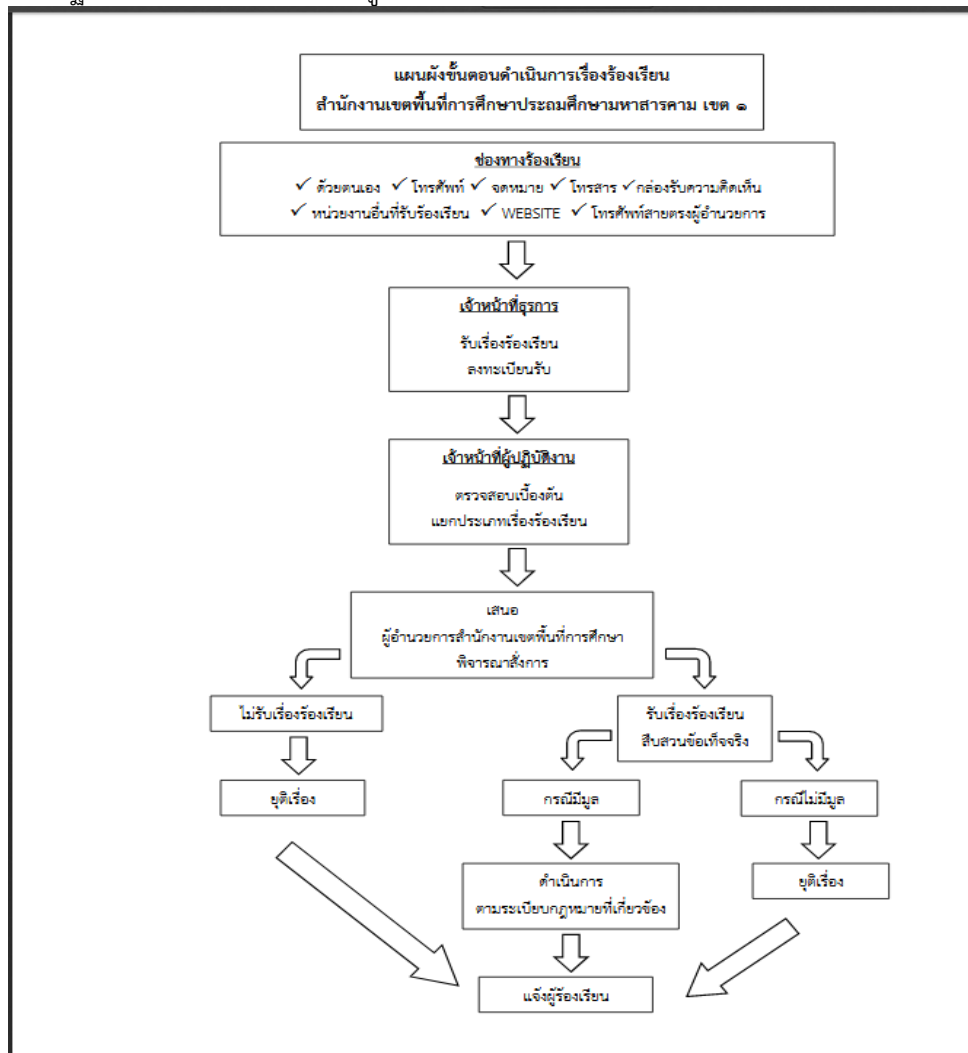 แผนผังขั้นตอนดำเนินการเรื่องร้องเรียน
สำนักงานเขตพื้นที่การศึกษาประถมศึกษามหาสารคาม เขต ๑
ช่องทางร้องเรียน
✓ ด้วยตนเอง ✓ โทรศัพท์ ✓ จดหมาย ✓ โทรสาร ✓กล่องรับความคิดเห็น
✓ หน่วยงานอื่นที่รับร้องเรียน ✓ WEBSITE ✓ โทรศัพท์สายตรงผู้อำนวยการ
เจ้าหน้าที่ธุรการ
รับเรื่องร้องเรียน
ลงทะเบียนรับ
เจ้าหน้าที่ผู้ปฏิบัติงาน
ตรวจสอบเบื้องต้น
แยกประเภทเรื่องร้องเรียน
เสนอ
ผู้อำนวยการสำนักงานเขตพื้นที่การศึกษา
พิจารณาสั่งการ
ไม่รับเรื่องร้องเรียน
รับเรื่องร้องเรียน
สืบสวนข้อเท็จจริง
ยุติเรื่อง
กรณีมีมูล
กรณีไม่มีมูล
ดำเนินการ
ตามระเบียบกฎหมายที่เกี่ยวข้อง
ยุติเรื่อง
แจ้งผู้ร้องเรียน